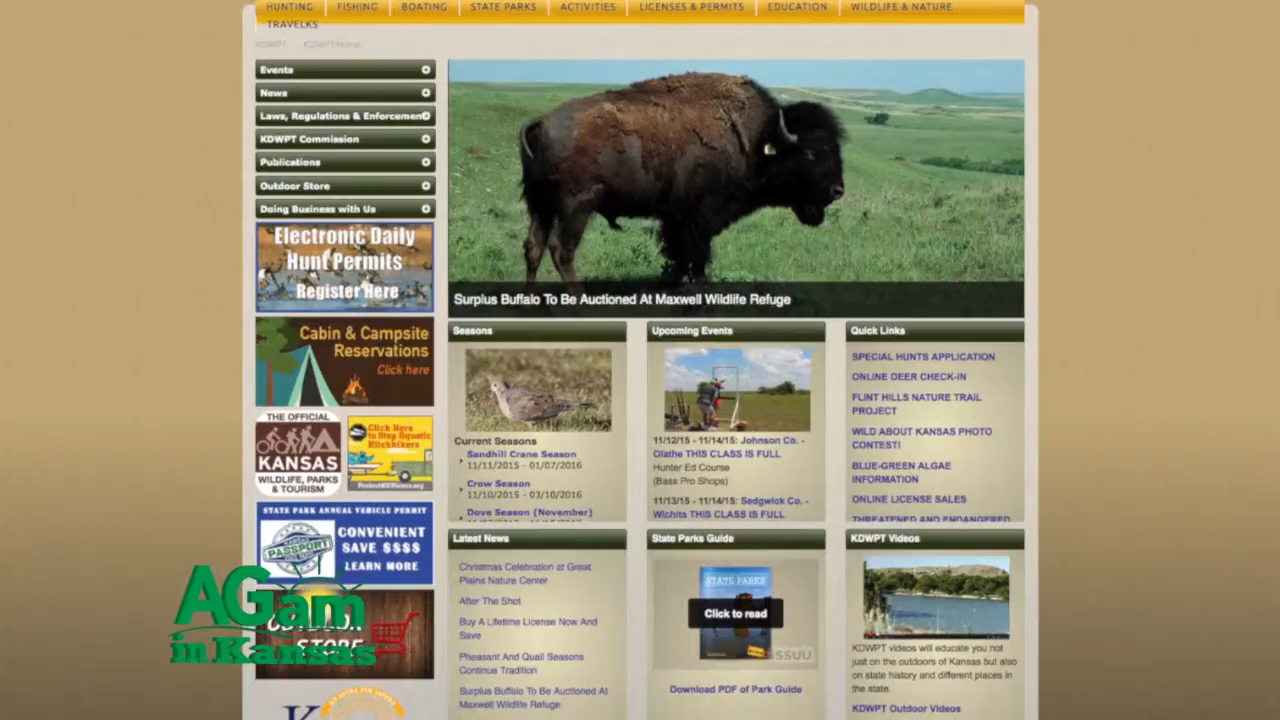 HUNTING
FISHING
BOATING
STATE PARKS
ACTIVITIES
LICENSES & PERMITS
EDUCATION
WILDLIFE & NATURE
TRAVELKS
KDWPT
KDWPT Home
Events
News
Laws, Regulations & Enforcement
KDWPT Commission
Publications
Outdoor Store
Doing Business with Us
Electronic Daily
Hunt Permits
Register Here
Cabin & Campsite
Reservations
Click here
THE OFFICIAL
KANSAS
WILDLIFE, PARKS
& TOURISM
Click Here
to Stop Aquatic
Hitchhikers
STATE PARK ANNUAL VEHICLE PERMIT
KANSAS
PASSPORT
CONVENIENT
SAVE $$$$
LEARN MORE
OUTDOOR
STORE
AGam
in Kansas
Surplus Buffalo To Be Auctioned At Maxwell Wildlife Refuge
Seasons
Current Seasons
Sandhill Crane Season
11/11/2015 - 01/07/2016
Crow Season
11/10/2015 - 03/10/2016
Dove Season (November)
Upcoming Events
11/12/15 - 11/14/15: Johnson Co. -
Olathe THIS CLASS IS FULL
Hunter Ed Course
(Bass Pro Shops)
11/13/15 - 11/14/15: Sedgwick Co. -
Wichita THIS CLASS IS FULL
Quick Links
SPECIAL HUNTS APPLICATION
ONLINE DEER CHECK-IN
FLINT HILLS NATURE TRAIL
PROJECT
WILD ABOUT KANSAS PHOTO
CONTEST!
BLUE-GREEN ALGAE
INFORMATION
ONLINE LICENSE SALES
THREATENED AND ENDANGERED
Latest News
Christmas Celebration at Great
Plains Nature Center
After The Shot
Buy A Lifetime License Now And
Save
Pheasant And Quail Seasons
Continue Tradition
Surplus Buffalo To Be Auctioned At
Maxwell Wildlife Refuge
State Parks Guide
STATE PARKS
Click to read
ISSUU
Download PDF of Park Guide
KDWPT Videos
KDWPT videos will educate you not
just on the outdoors of Kansas but also
on state history and different places in
the state.
KDWPT Outdoor Videos